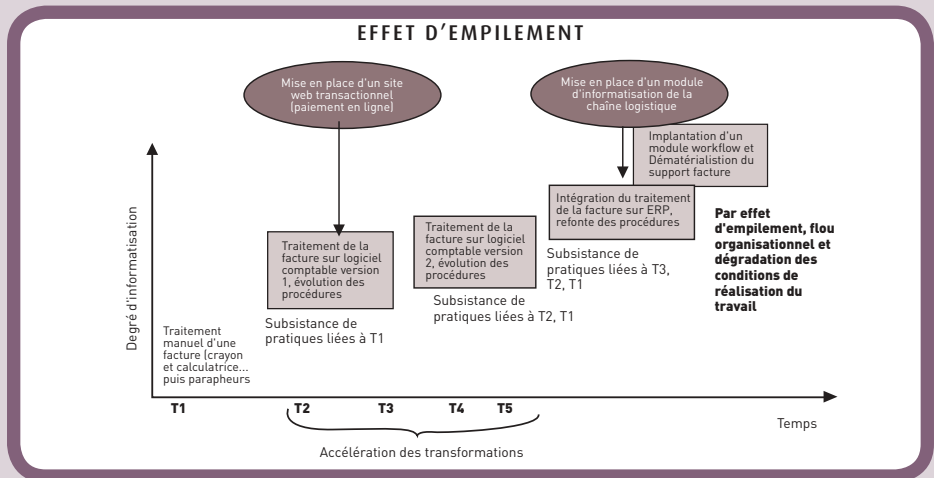 EFFET D'EMPILEMENT
Mise en place d'un site
web transactionnel
(paiement en ligne)
Mise en place d'un module
d'informatisation de la
chaîne logistique
Implantation d'un
module workflow et
Dématérialistion du
support facture
Intégration du traitement
de la facture sur ERP,
refonte des procédures
Par effet
d'empilement, flou
organisationnel et
dégradation des
conditions de
réalisation du
travail
Traitement de la
facture sur logiciel
comptable version
2, évolution des
procédures
Traitement de la
facture sur logiciel
comptable version
1, évolution des
procédures
Subsistance de
pratiques liées à T3,
T2, T1
Subsistance de
pratiques liées à T2, T1
Subsistance de
pratiques liées à T1
Traitement
manuel d'une
facture (crayon
et calculatrice...
puis parapheurs
Degré d'informatisation
T1
T2
T3
T4
T5
Temps
Accélération des transformations